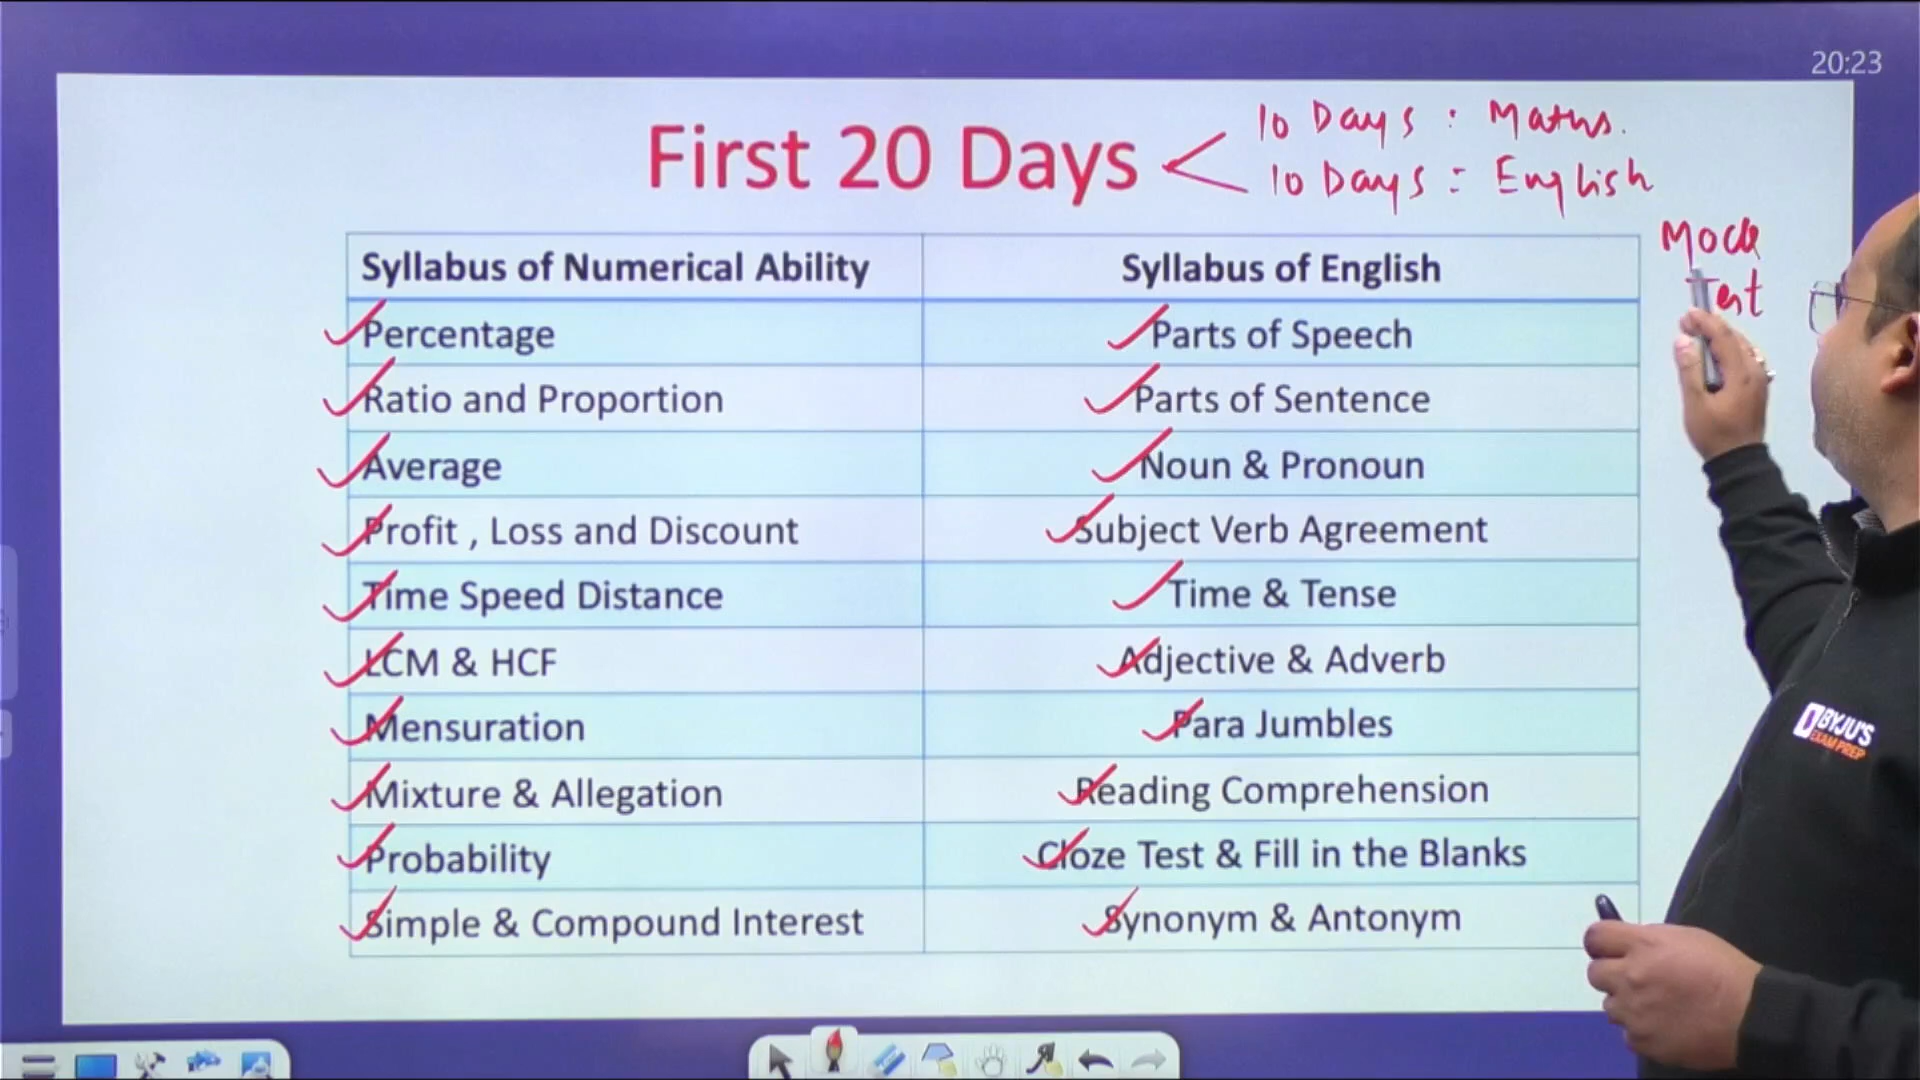 20:23
First 20 Days
10 Days : Maths.
10 Days : English
Mock
Test
Syllabus of Numerical Ability
Syllabus of English
Percentage
Parts of Speech
Ratio and Proportion
Parts of Sentence
Average
Noun & Pronoun
Profit , Loss and Discount
Subject Verb Agreement
Time Speed Distance
Time & Tense
LCM & HCF
Adjective & Adverb
Mensuration
Para Jumbles
Mixture & Allegation
Reading Comprehension
Probability
Cloze Test & Fill in the Blanks
Simple & Compound Interest
Synonym & Antonym
BYJU'S
EXAM PREP